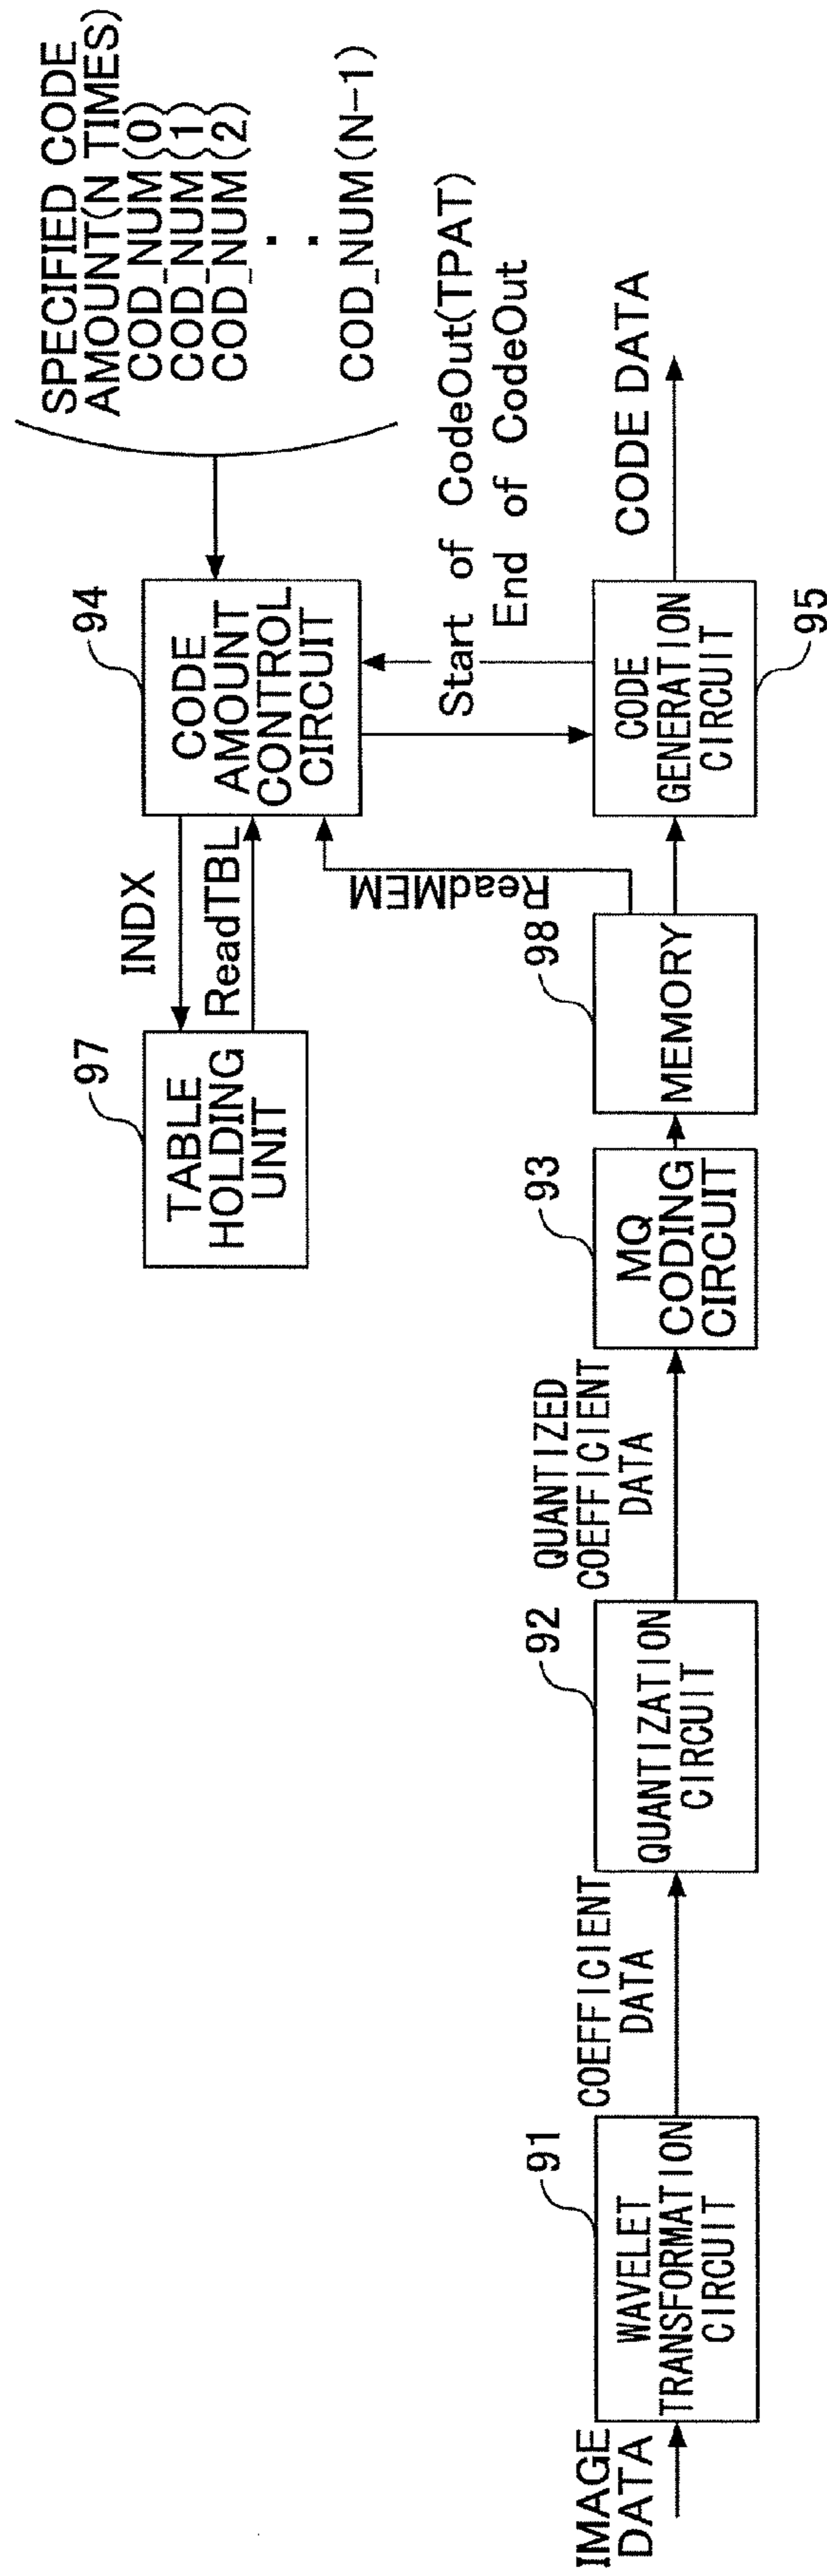 IMAGE
DATA
91
WAVELET
TRANSFORMATION
CIRCUIT
COEFFICIENT
DATA
92
QUANTIZATION
CIRCUIT
QUANTIZED
COEFFICIENT
DATA
93
MQ
CODING
CIRCUIT
98
MEMORY
ReadMEM
97
TABLE
HOLDING
UNIT
INDX
ReadTBL
94
CODE
AMOUNT
CONTROL
CIRCUIT
SPECIFIED CODE
AMOUNT(N TIMES)
COD_NUM(0)
COD_NUM(1)
COD_NUM(2)
. .
COD_NUM(N-1)
Start of CodeOut(TPAT)
End of CodeOut
CODE
GENERATION
CIRCUIT
95
CODE DATA